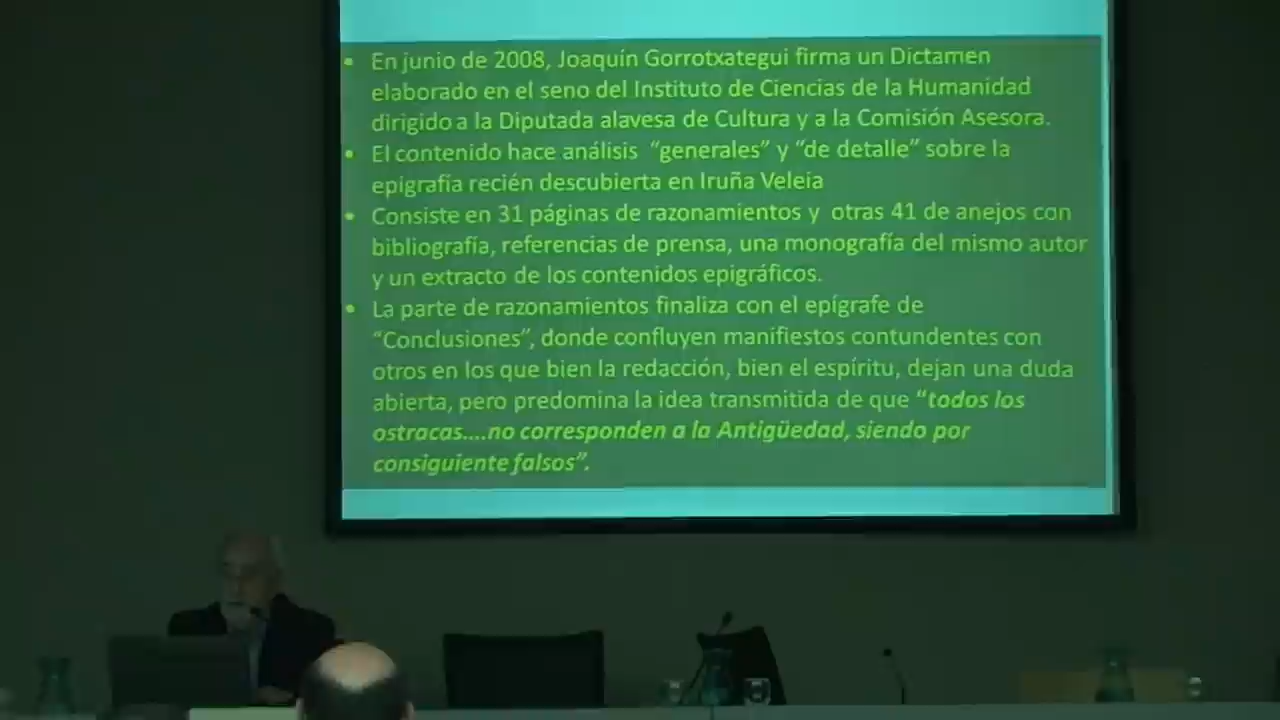 • En junio de 2008, Joaquín Gorrotxategui firma un Dictamen
elaborado en el seno del Instituto de Ciencias de la Humanidad
dirigido a la Diputada alavesa de Cultura y a la Comisión Asesora.
• El contenido hace análisis “generales” y “de detalle” sobre la
epigrafía recién descubierta en Iruña Veleia
• Consiste en 31 páginas de razonamientos y otras 41 de anejos con
bibliografía, referencias de prensa, una monografía del mismo autor
y un extracto de los contenidos epigráficos.
• La parte de razonamientos finaliza con el epígrafe de
“Conclusiones”, donde confluyen manifiestos contundentes con
otros en los que bien la redacción, bien el espíritu, dejan una duda
abierta, pero predomina la idea transmitida de que “todos los
ostracas....no corresponden a la Antigüedad, siendo por
consiguiente falsos”.